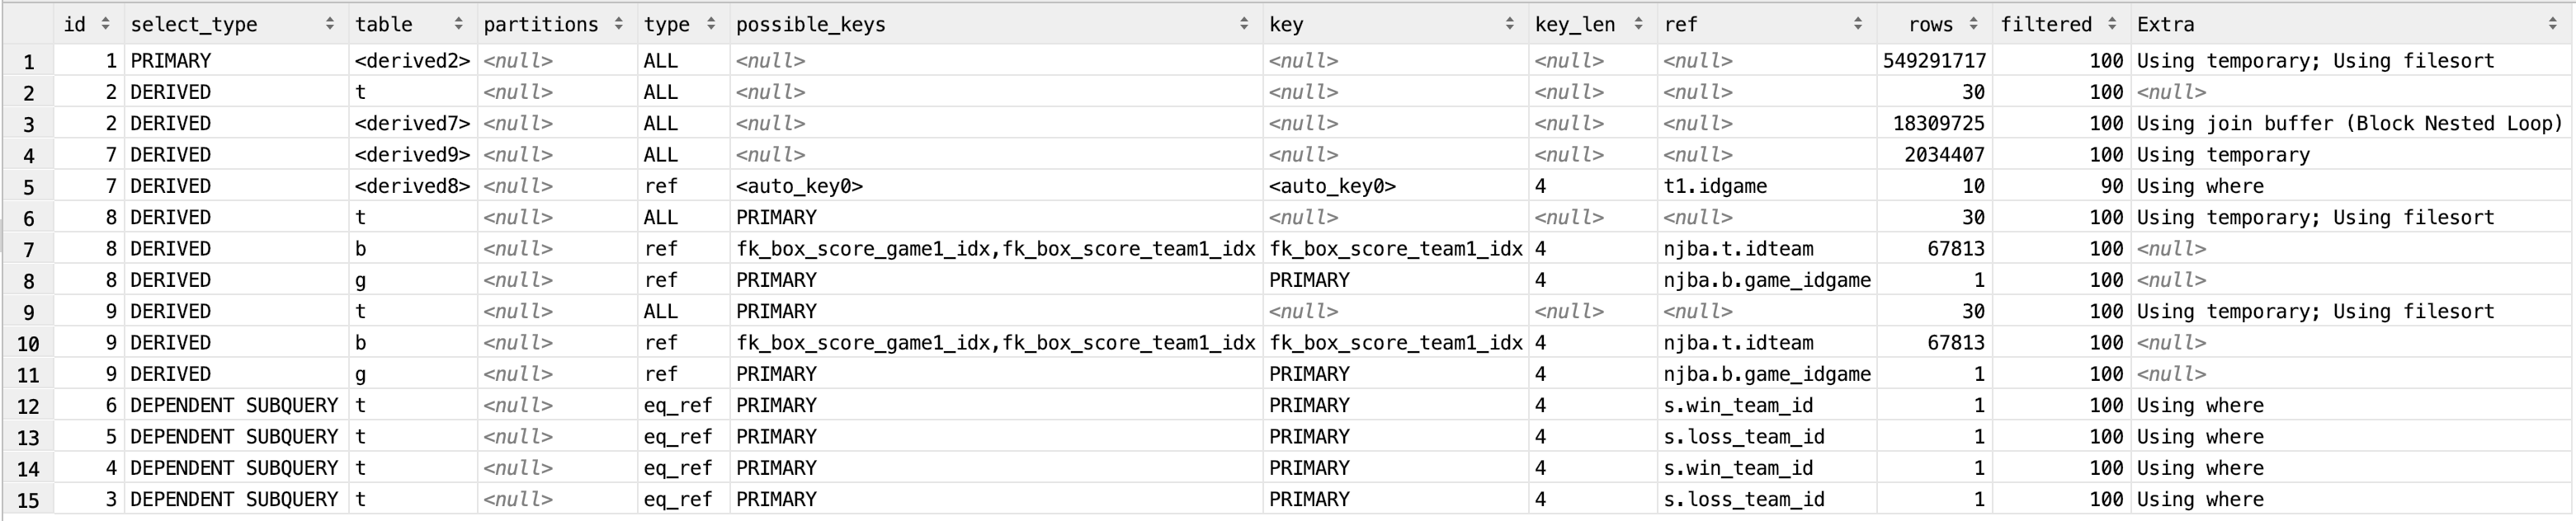 id select_type table partitions type possible_keys key key_len ref rows filtered Extra
1 1 PRIMARY <derived2> <null> ALL <null> <null> <null> <null> 549291717 100 Using temporary; Using filesort
2 2 DERIVED t <null> ALL <null> <null> <null> <null> 30 100 <null>
3 2 DERIVED <derived7> <null> ALL <null> <null> <null> <null> 18309725 100 Using join buffer (Block Nested Loop)
4 7 DERIVED <derived9> <null> ALL <null> <null> <null> <null> 2034407 100 Using temporary
5 7 DERIVED <derived8> <null> ref <auto_key0> <auto_key0> 4 t1.idgame 10 90 Using where
6 8 DERIVED t <null> ALL PRIMARY <null> <null> <null> 30 100 Using temporary; Using filesort
7 8 DERIVED b <null> ref fk_box_score_game1_idx,fk_box_score_team1_idx fk_box_score_team1_idx 4 njba.t.idteam 67813 100 <null>
8 8 DERIVED g <null> ref PRIMARY PRIMARY 4 njba.b.game_idgame 1 100 <null>
9 9 DERIVED t <null> ALL PRIMARY <null> <null> <null> 30 100 Using temporary; Using filesort
10 9 DERIVED b <null> ref fk_box_score_game1_idx,fk_box_score_team1_idx fk_box_score_team1_idx 4 njba.t.idteam 67813 100 <null>
11 9 DERIVED g <null> ref PRIMARY PRIMARY 4 njba.b.game_idgame 1 100 <null>
12 6 DEPENDENT SUBQUERY t <null> eq_ref PRIMARY PRIMARY 4 s.win_team_id 1 100 Using where
13 5 DEPENDENT SUBQUERY t <null> eq_ref PRIMARY PRIMARY 4 s.loss_team_id 1 100 Using where
14 4 DEPENDENT SUBQUERY t <null> eq_ref PRIMARY PRIMARY 4 s.win_team_id 1 100 Using where
15 3 DEPENDENT SUBQUERY t <null> eq_ref PRIMARY PRIMARY 4 s.loss_team_id 1 100 Using where